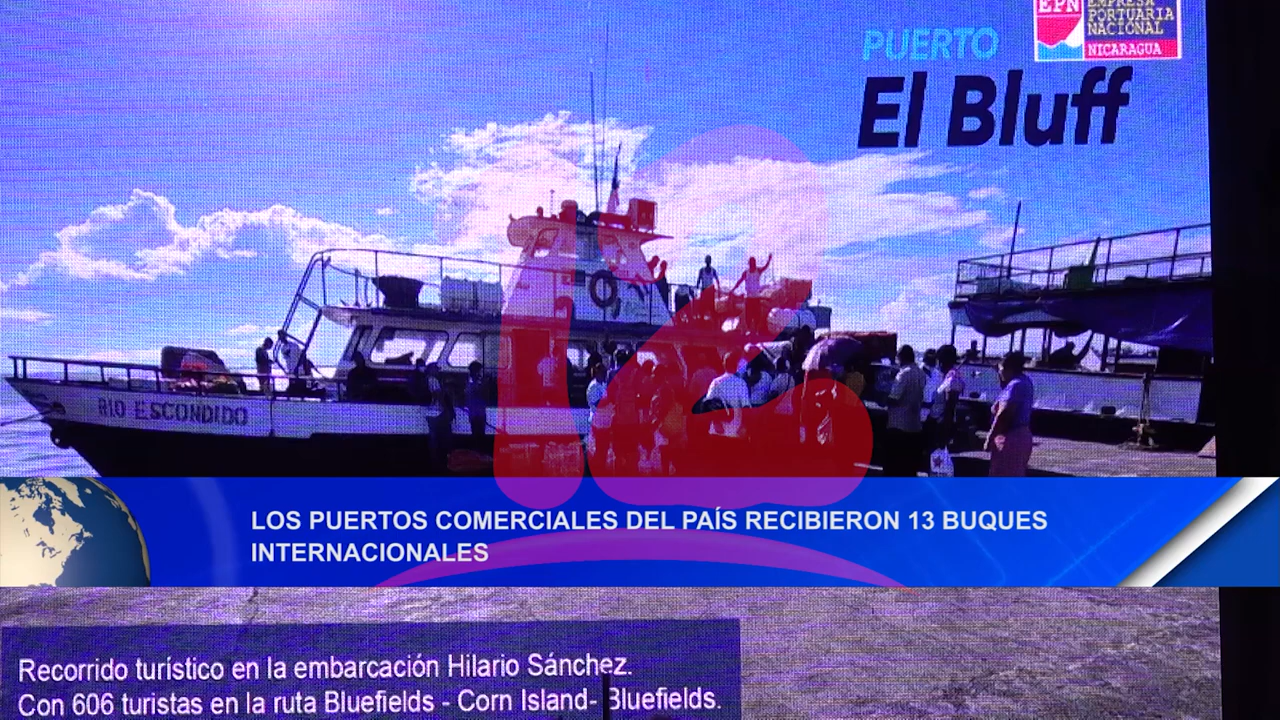 EPN
EMPRESA
PORTUARIA
NACIONAL
NICARAGUA
PUERTO
El Bluff
RIO ESCONDIDO
12
LOS PUERTOS COMERCIALES DEL PAÍS RECIBIERON 13 BUQUES
INTERNACIONALES
Recorrido turístico en la embarcación Hilario Sánchez.
Con 606 turistas en la ruta Bluefields - Corn Island- Bluefields.